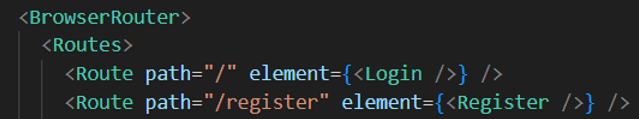 <BrowserRouter>
<Routes>
<Route path="/" element={<Login />} />
<Route path="/register" element={<Register />} />